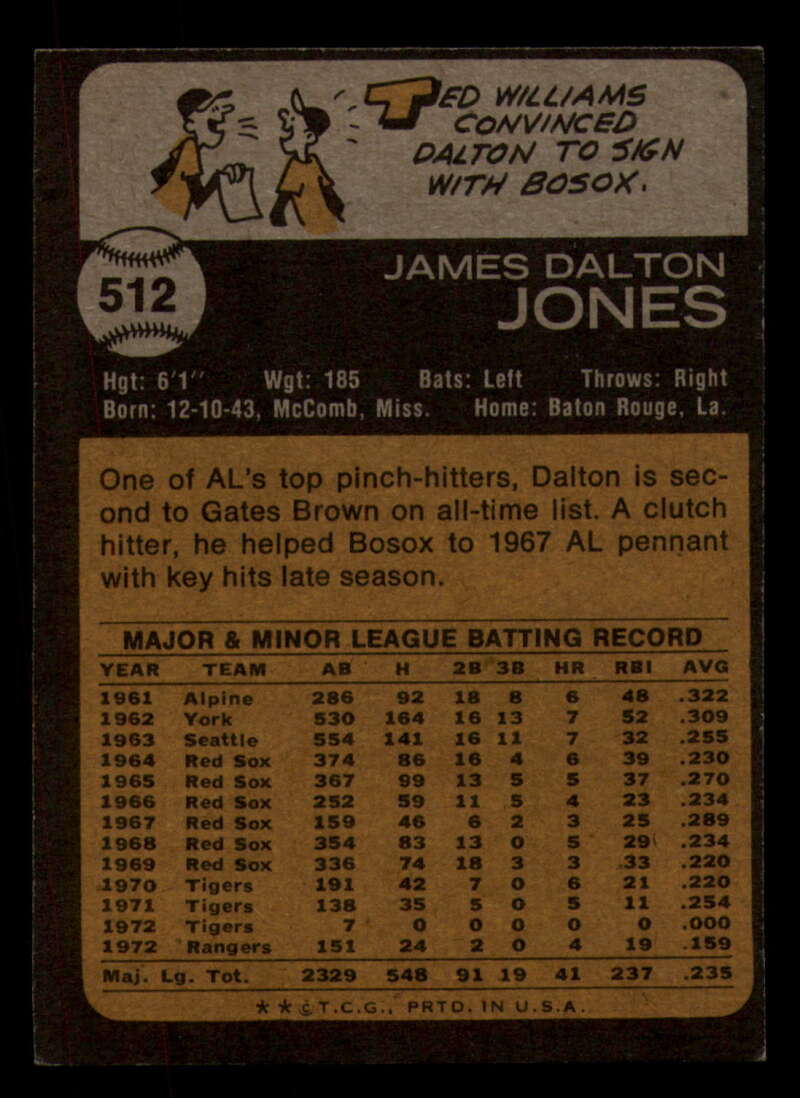 TED WILLIAMS
CONVINCED
DALTON TO SIGN
WITH BOSOX.
512
JAMES DALTON
JONES
Hgt: 6'1" Wgt: 185 Bats: Left Throws: Right
Born: 12-10-43, McComb, Miss. Home: Baton Rouge, La.
One of AL's top pinch-hitters, Dalton is sec-
ond to Gates Brown on all-time list. A clutch
hitter, he helped Bosox to 1967 AL pennant
with key hits late season.
MAJOR & MINOR LEAGUE BATTING RECORD
YEAR TEAM AB H 2B 3B HR RBI AVG
1961 Alpine 286 92 18 8 6 48 .322
1962 York 530 164 16 13 7 52 .309
1963 Seattle 554 141 16 11 7 32 .255
1964 Red Sox 374 86 16 4 6 39 .230
1965 Red Sox 367 99 13 5 5 37 .270
1966 Red Sox 252 59 11 5 4 23 .234
1967 Red Sox 159 46 6 2 3 25 .289
1968 Red Sox 354 83 13 0 5 29 .234
1969 Red Sox 336 74 18 3 3 33 .220
1970 Tigers 191 42 7 0 6 21 .220
1971 Tigers 138 35 5 0 5 11 .254
1972 Tigers 7 0 0 0 0 0 .000
1972 Rangers 151 24 2 0 4 19 .159
Maj. Lg. Tot. 2329 548 91 19 41 237 .235
* * © T.C.G., PRTD. IN U.S.A.